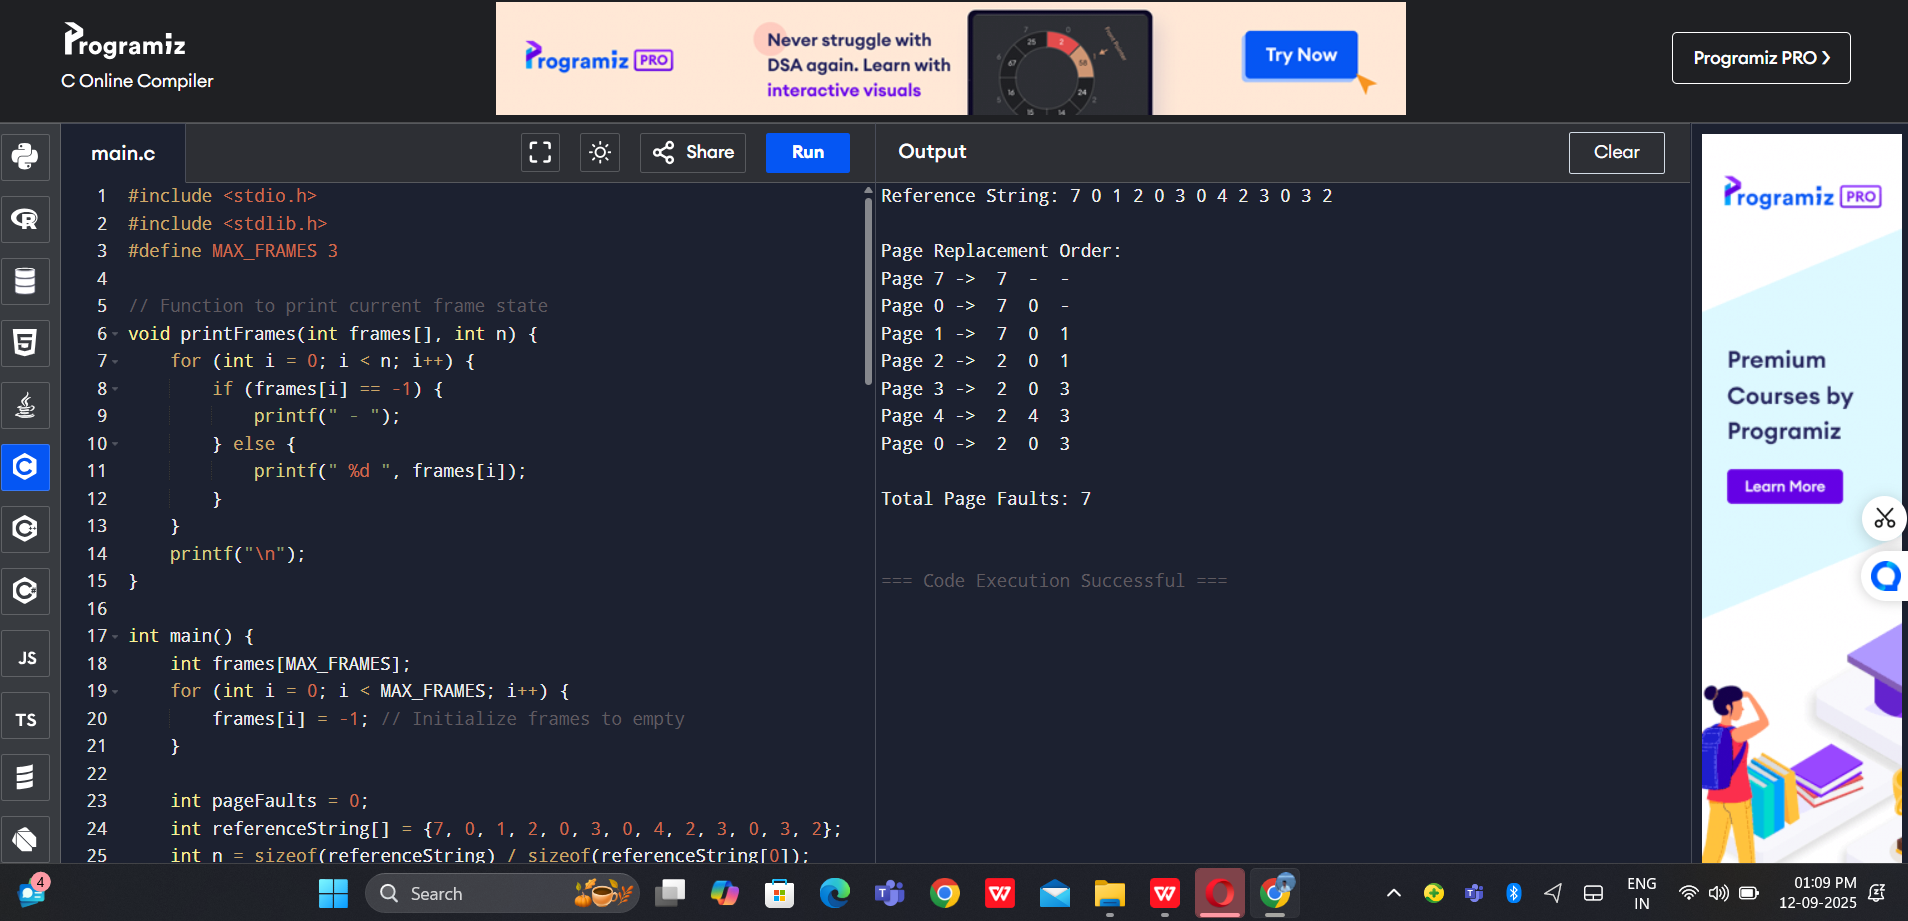 Programiz
C Online Compiler
Programiz PRO
Never struggle with
DSA again. Learn with
interactive visuals
Try Now
Programiz PRO ❯
main.c
Share
Run
Output
Clear
1 #include <stdio.h>
2 #include <stdlib.h>
3 #define MAX_FRAMES 3
4
5 // Function to print current frame state
6 void printFrames(int frames[], int n) {
7     for (int i = 0; i < n; i++) {
8         if (frames[i] == -1) {
9             printf(" - ");
10         } else {
11             printf(" %d ", frames[i]);
12         }
13     }
14     printf("\n");
15 }
16
17 int main() {
18     int frames[MAX_FRAMES];
19     for (int i = 0; i < MAX_FRAMES; i++) {
20         frames[i] = -1; // Initialize frames to empty
21     }
22
23     int pageFaults = 0;
24     int referenceString[] = {7, 0, 1, 2, 0, 3, 0, 4, 2, 3, 0, 3, 2};
25     int n = sizeof(referenceString) / sizeof(referenceString[0]);
Reference String: 7 0 1 2 0 3 0 4 2 3 0 3 2
Page Replacement Order:
Page 7 ->  7  -  -
Page 0 ->  7  0  -
Page 1 ->  7  0  1
Page 2 ->  2  0  1
Page 3 ->  2  0  3
Page 4 ->  2  4  3
Page 0 ->  2  0  3
Total Page Faults: 7
=== Code Execution Successful ===
Programiz PRO
Premium
Courses by
Programiz
Learn More
JS
TS
4
Search
ENG
IN
01:09 PM
12-09-2025